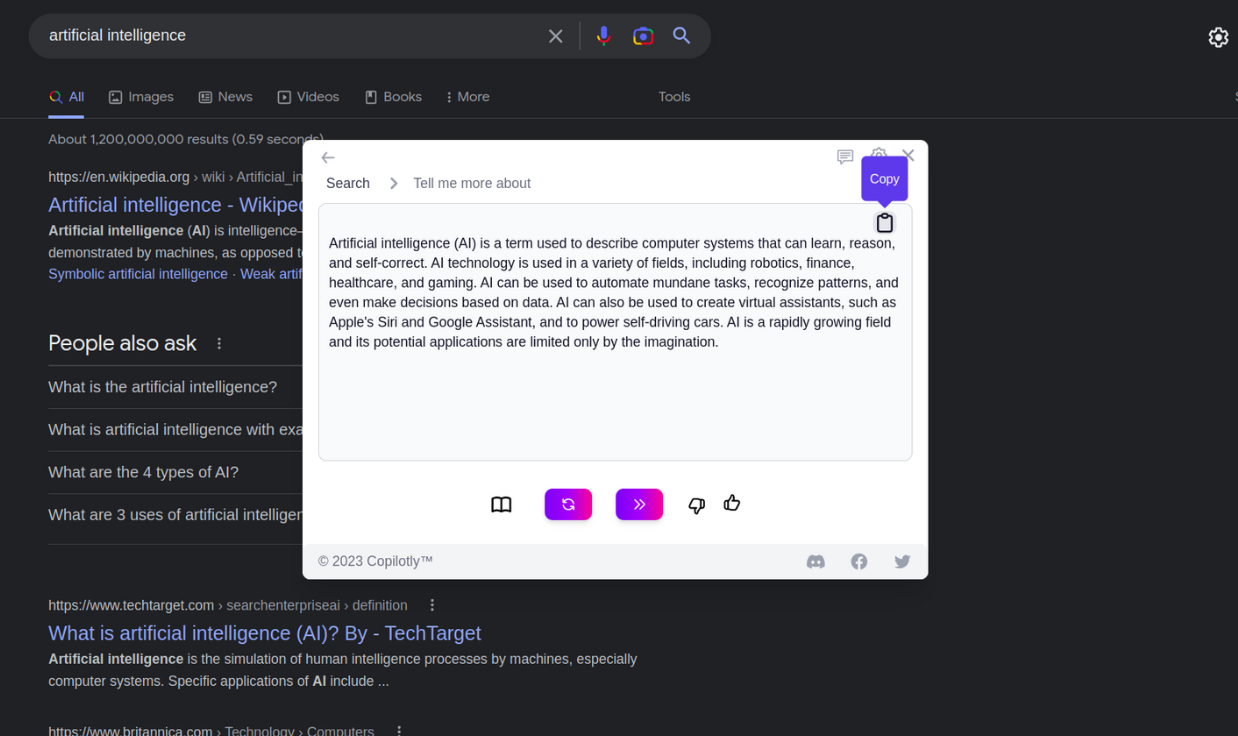 artificial intelligence
All Images News Videos Books More Tools
About 1,200,000,000 results (0.59 seconds)
https://en.wikipedia.org › wiki › Artificial_in
Artificial intelligence - Wikiped
Artificial intelligence (AI) is intelligence—
demonstrated by machines, as opposed t
Symbolic artificial intelligence · Weak artif
People also ask
What is the artificial intelligence?
What is artificial intelligence with exa
What are the 4 types of AI?
What are 3 uses of artificial intelligen
Copy
Search Tell me more about
Artificial intelligence (AI) is a term used to describe computer systems that can learn, reason,
and self-correct. AI technology is used in a variety of fields, including robotics, finance,
healthcare, and gaming. AI can be used to automate mundane tasks, recognize patterns, and
even make decisions based on data. AI can also be used to create virtual assistants, such as
Apple's Siri and Google Assistant, and to power self-driving cars. AI is a rapidly growing field
and its potential applications are limited only by the imagination.
© 2023 Copilotly™
https://www.techtarget.com › searchenterpriseai › definition
What is artificial intelligence (AI)? By - TechTarget
Artificial intelligence is the simulation of human intelligence processes by machines, especially
computer systems. Specific applications of AI include ...
https://www.britannica.com › Technology › Computers